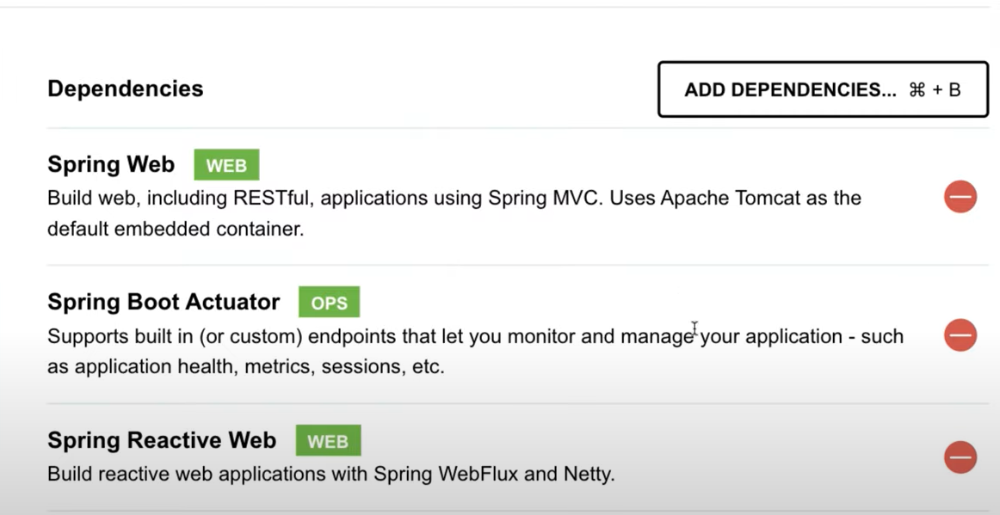 Dependencies
ADD DEPENDENCIES... ⌘ + B
Spring Web WEB
Build web, including RESTful, applications using Spring MVC. Uses Apache Tomcat as the
default embedded container.
Spring Boot Actuator OPS
Supports built in (or custom) endpoints that let you monitor and manage your application - such
as application health, metrics, sessions, etc.
Spring Reactive Web WEB
Build reactive web applications with Spring WebFlux and Netty.